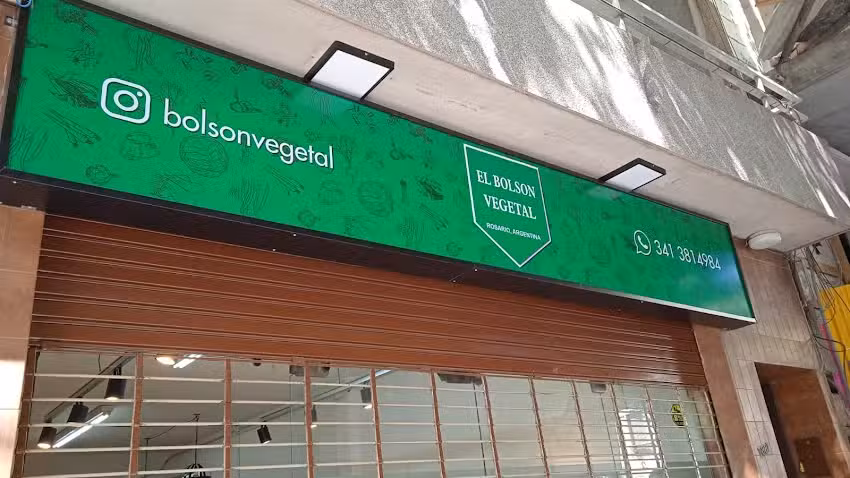 bolsonvegetal
EL BOLSON
VEGETAL
ROSARIO, ARGENTINA
341 3814984